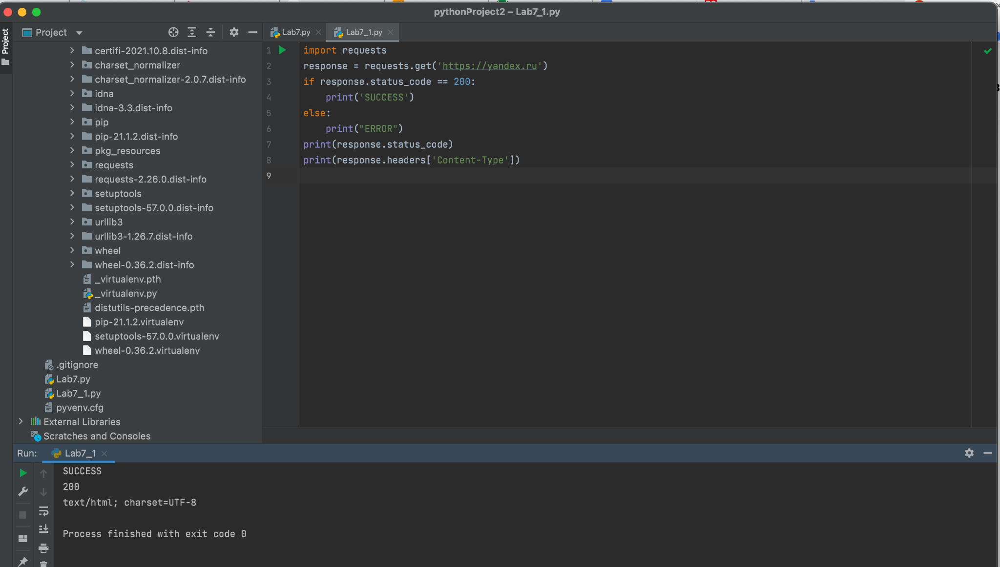 pythonProject2 – Lab7_1.py
Project
Project
Lab7.py
Lab7_1.py
certifi-2021.10.8.dist-info
charset_normalizer
charset_normalizer-2.0.7.dist-info
idna
idna-3.3.dist-info
pip
pip-21.1.2.dist-info
pkg_resources
requests
requests-2.26.0.dist-info
setuptools
setuptools-57.0.0.dist-info
urllib3
urllib3-1.26.7.dist-info
wheel
wheel-0.36.2.dist-info
_virtualenv.pth
_virtualenv.py
distutils-precedence.pth
pip-21.1.2.virtualenv
setuptools-57.0.0.virtualenv
wheel-0.36.2.virtualenv
.gitignore
Lab7.py
Lab7_1.py
pyvenv.cfg
External Libraries
Scratches and Consoles
1 import requests
2 response = requests.get('https://yandex.ru')
3 if response.status_code == 200:
4     print('SUCCESS')
5 else:
6     print("ERROR")
7 print(response.status_code)
8 print(response.headers['Content-Type'])
9
Run: Lab7_1
SUCCESS
200
text/html; charset=UTF-8
Process finished with exit code 0